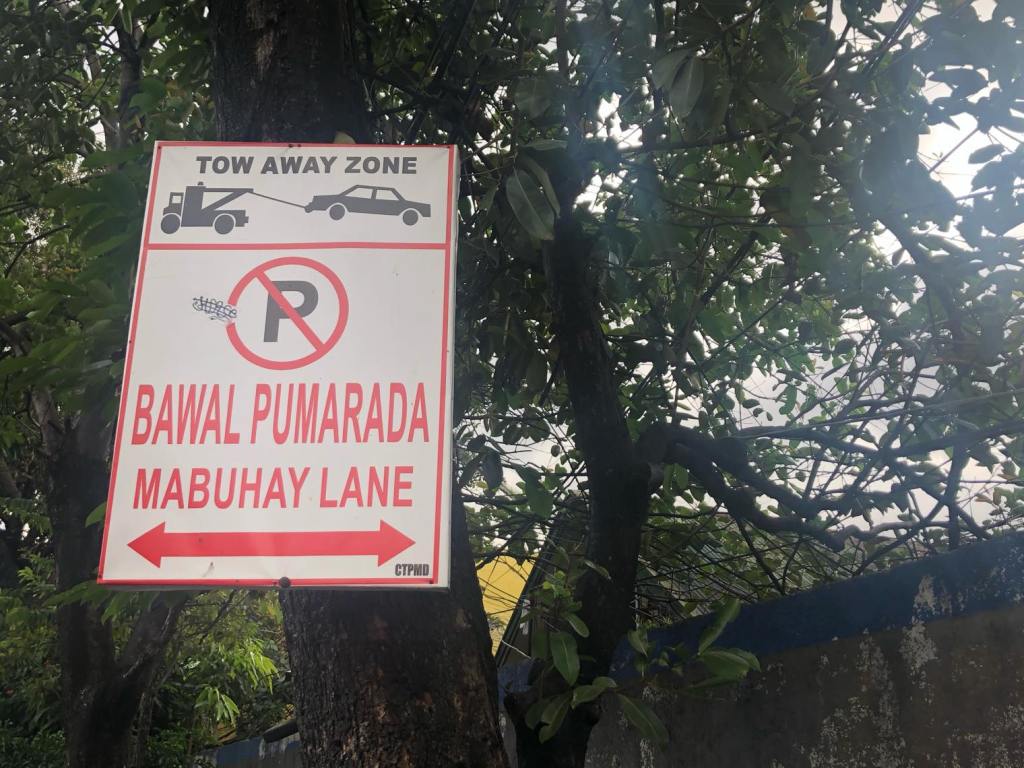 TOW AWAY ZONE
P
BAWAL PUMARADA
MABUHAY LANE
CTPMD